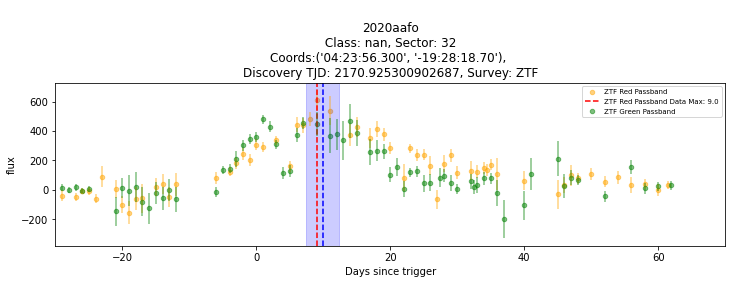 2020aafo
Class: nan, Sector: 32
Coords:('04:23:56.300', '-19:28:18.70'),
Discovery TJD: 2170.925300902687, Survey: ZTF
ZTF Red Passband
ZTF Red Passband Data Max: 9.0
ZTF Green Passband
600
400
200
0
−200
flux
−20
0
20
40
60
Days since trigger